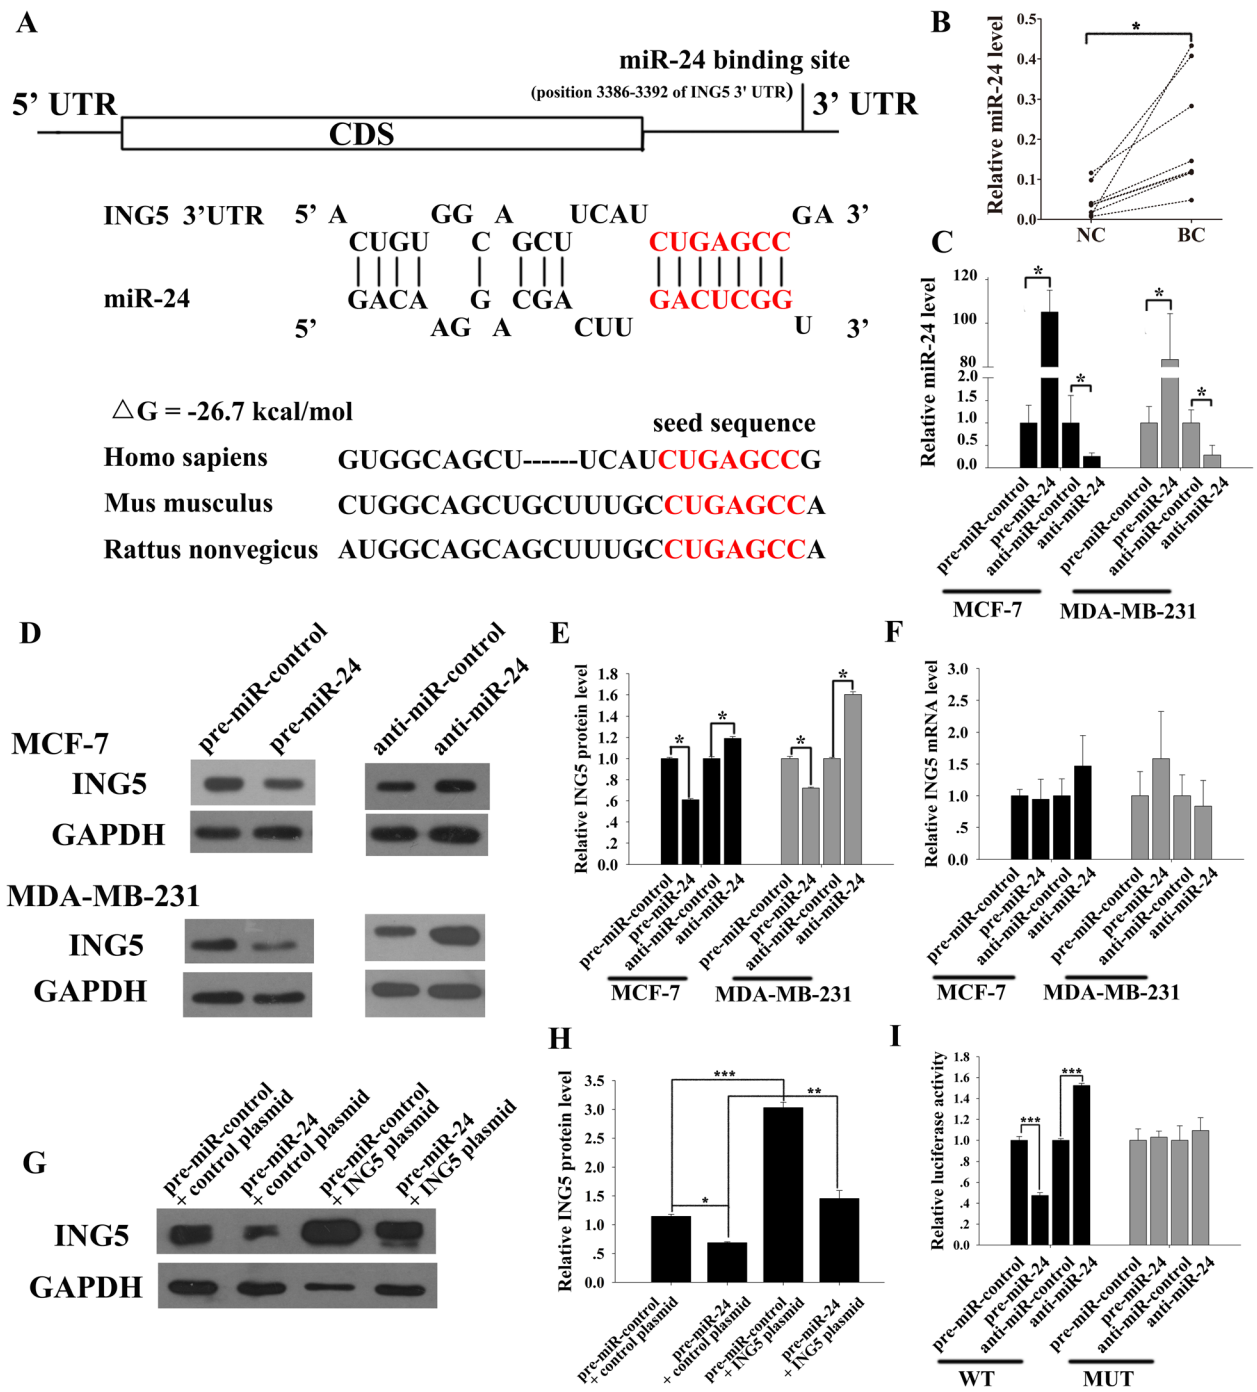 A
miR-24 binding site
(position 3386-3392 of ING5 3' UTR)
5’ UTR
3’ UTR
CDS
ING5 3’UTR 5’ A GG A UCAU GA 3’
CUGU C GCU CUGAGCC
miR-24 GACA G CGA GACUCGG
5’ AG A CUU U 3’
△G = -26.7 kcal/mol
seed sequence
Homo sapiens GUGGCAGCU------UCAUCUGAGCCG
Mus musculus CUGGCAGCUGCUUUGCCUGAGCCA
Rattus nonvegicus AUGGCAGCAGCUUUGCCUGAGCCA
B
Relative miR-24 level
0.5
0.4
0.3
0.2
0.1
0.0
*
NC BC
C
Relative miR-24 level
120
100
80
2.0
1.0
0.5
0.0
* * * *
pre-miR-control
pre-miR-24
anti-miR-control
anti-miR-24
pre-miR-control
pre-miR-24
anti-miR-control
anti-miR-24
MCF-7 MDA-MB-231
D
pre-miR-control
pre-miR-24
anti-miR-control
anti-miR-24
MCF-7
ING5
GAPDH
MDA-MB-231
ING5
GAPDH
E
Relative ING5 protein level
1.8
1.6
1.4
1.2
1.0
.8
.6
.4
.2
0.0
* * * *
pre-miR-control
pre-miR-24
anti-miR-control
anti-miR-24
pre-miR-control
pre-miR-24
anti-miR-control
anti-miR-24
MCF-7 MDA-MB-231
F
Relative ING5 mRNA level
3.0
2.5
2.0
1.5
1.0
.5
0.0
pre-miR-control
pre-miR-24
anti-miR-control
anti-miR-24
pre-miR-control
pre-miR-24
anti-miR-control
anti-miR-24
MCF-7 MDA-MB-231
G
pre-miR-control
+ control plasmid
pre-miR-24
+ control plasmid
pre-miR-control
+ ING5 plasmid
pre-miR-24
+ ING5 plasmid
ING5
GAPDH
H
Relative ING5 protein level
3.5
3.0
2.5
2.0
1.5
1.0
.5
0.0
***
**
*
pre-miR-control
+ control plasmid
pre-miR-24
+ control plasmid
pre-miR-control
+ ING5 plasmid
pre-miR-24
+ ING5 plasmid
I
Relative luciferase activity
1.8
1.6
1.4
1.2
1.0
.8
.6
.4
.2
.0
***
***
pre-miR-control
pre-miR-24
anti-miR-control
anti-miR-24
pre-miR-control
pre-miR-24
anti-miR-control
anti-miR-24
WT MUT